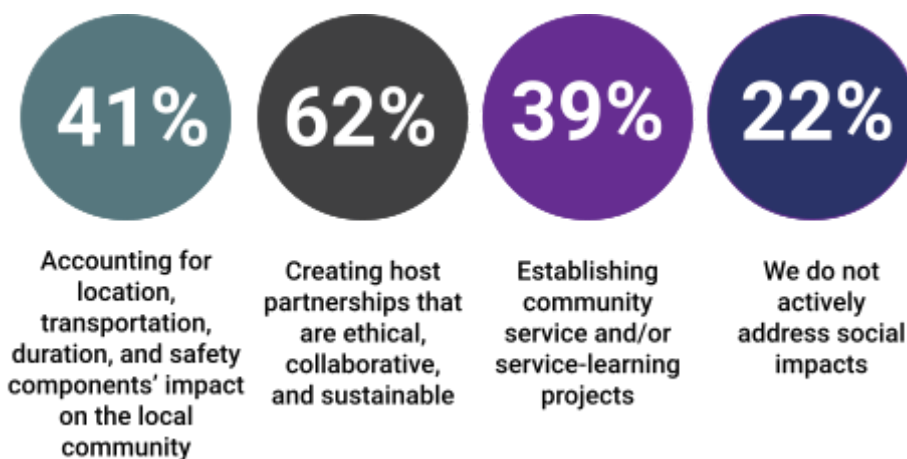 41%
62%
39%
22%
Accounting for
location,
transportation,
duration, and safety
components’ impact
on the local
community
Creating host
partnerships that
are ethical,
collaborative,
and sustainable
Establishing
community
service and/or
service-learning
projects
We do not
actively
address social
impacts